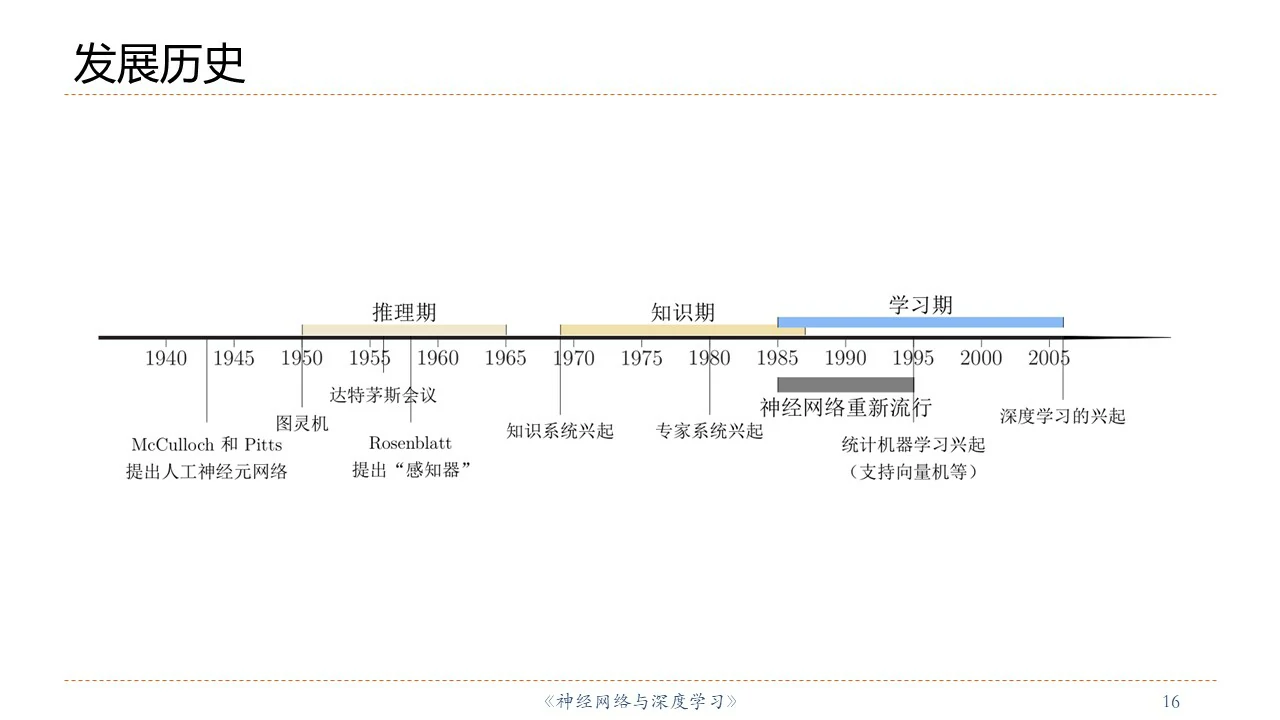 发展历史
推理期
知识期
学习期
1940 1945 1950 1955 1960 1965 1970 1975 1980 1985 1990 1995 2000 2005
达特茅斯会议
神经网络重新流行
图灵机
知识系统兴起
专家系统兴起
深度学习的兴起
McCulloch 和 Pitts
提出人工神经元网络
Rosenblatt
提出“感知器”
统计机器学习兴起
（支持向量机等）
《神经网络与深度学习》
16